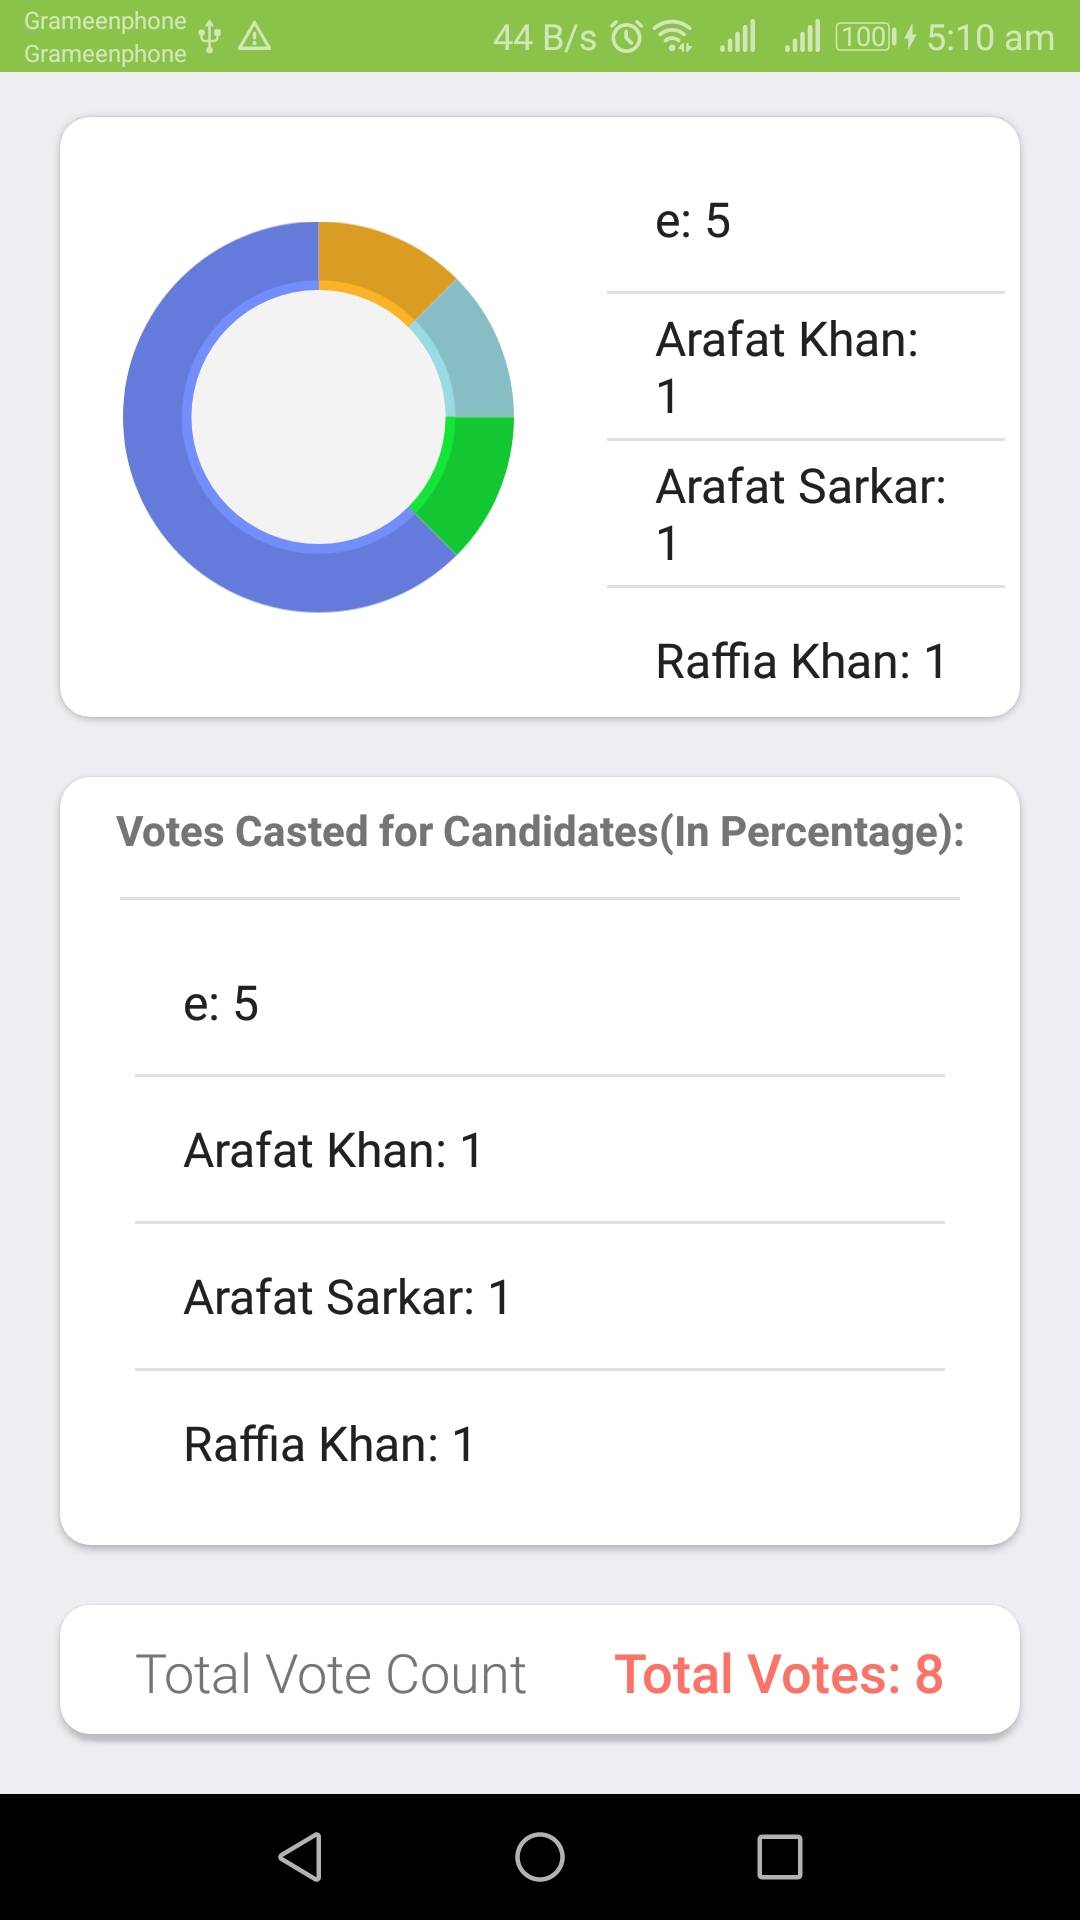 Grameenphone
Grameenphone
44 B/s 100 5:10 am
e: 5
Arafat Khan:
1
Arafat Sarkar:
1
Raffia Khan: 1
Votes Casted for Candidates(In Percentage):
e: 5
Arafat Khan: 1
Arafat Sarkar: 1
Raffia Khan: 1
Total Vote Count Total Votes: 8